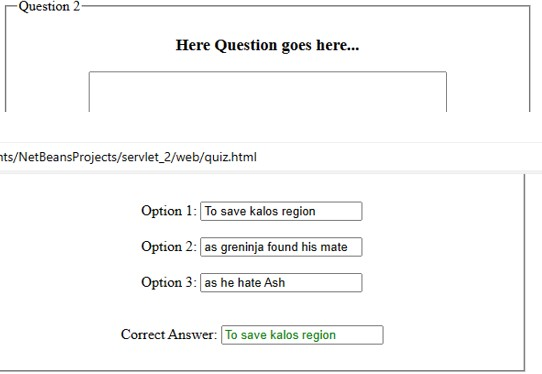 Question 2
Here Question goes here...
nts/NetBeansProjects/servlet_2/web/quiz.html
Option 1: To save kalos region
Option 2: as greninja found his mate
Option 3: as he hate Ash
Correct Answer: To save kalos region